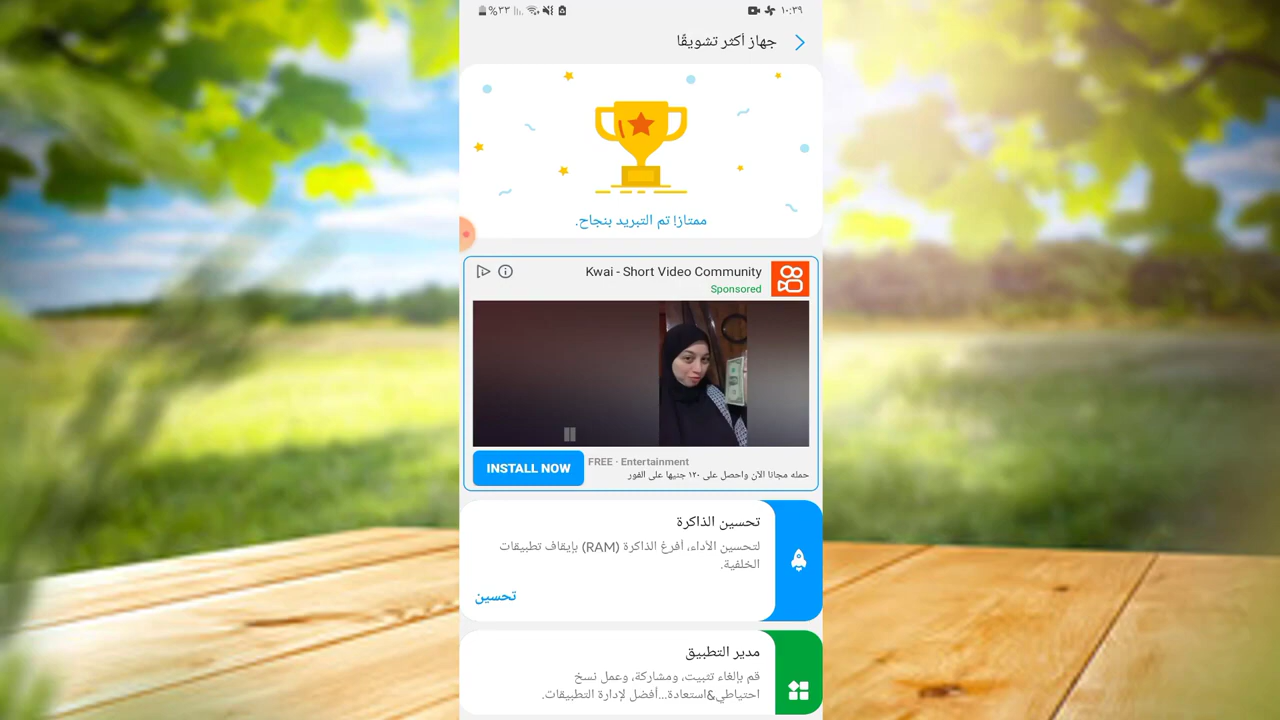 %٣٣ ١٠:٣٩
جهاز أكثر تشويقًا
ممتاز! تم التبريد بنجاح.
Kwai - Short Video Community
Sponsored
INSTALL NOW
FREE · Entertainment
حمله مجانا الآن واحصل على ١٢٠ جنيها على الفور
تحسين الذاكرة
لتحسين الأداء، أفرغ الذاكرة (RAM) بإيقاف تطبيقات
الخلفية.
تحسين
مدير التطبيق
قم بإلغاء تثبيت، ومشاركة، وعمل نسخ
احتياطي&استعادة...أفضل لإدارة التطبيقات.